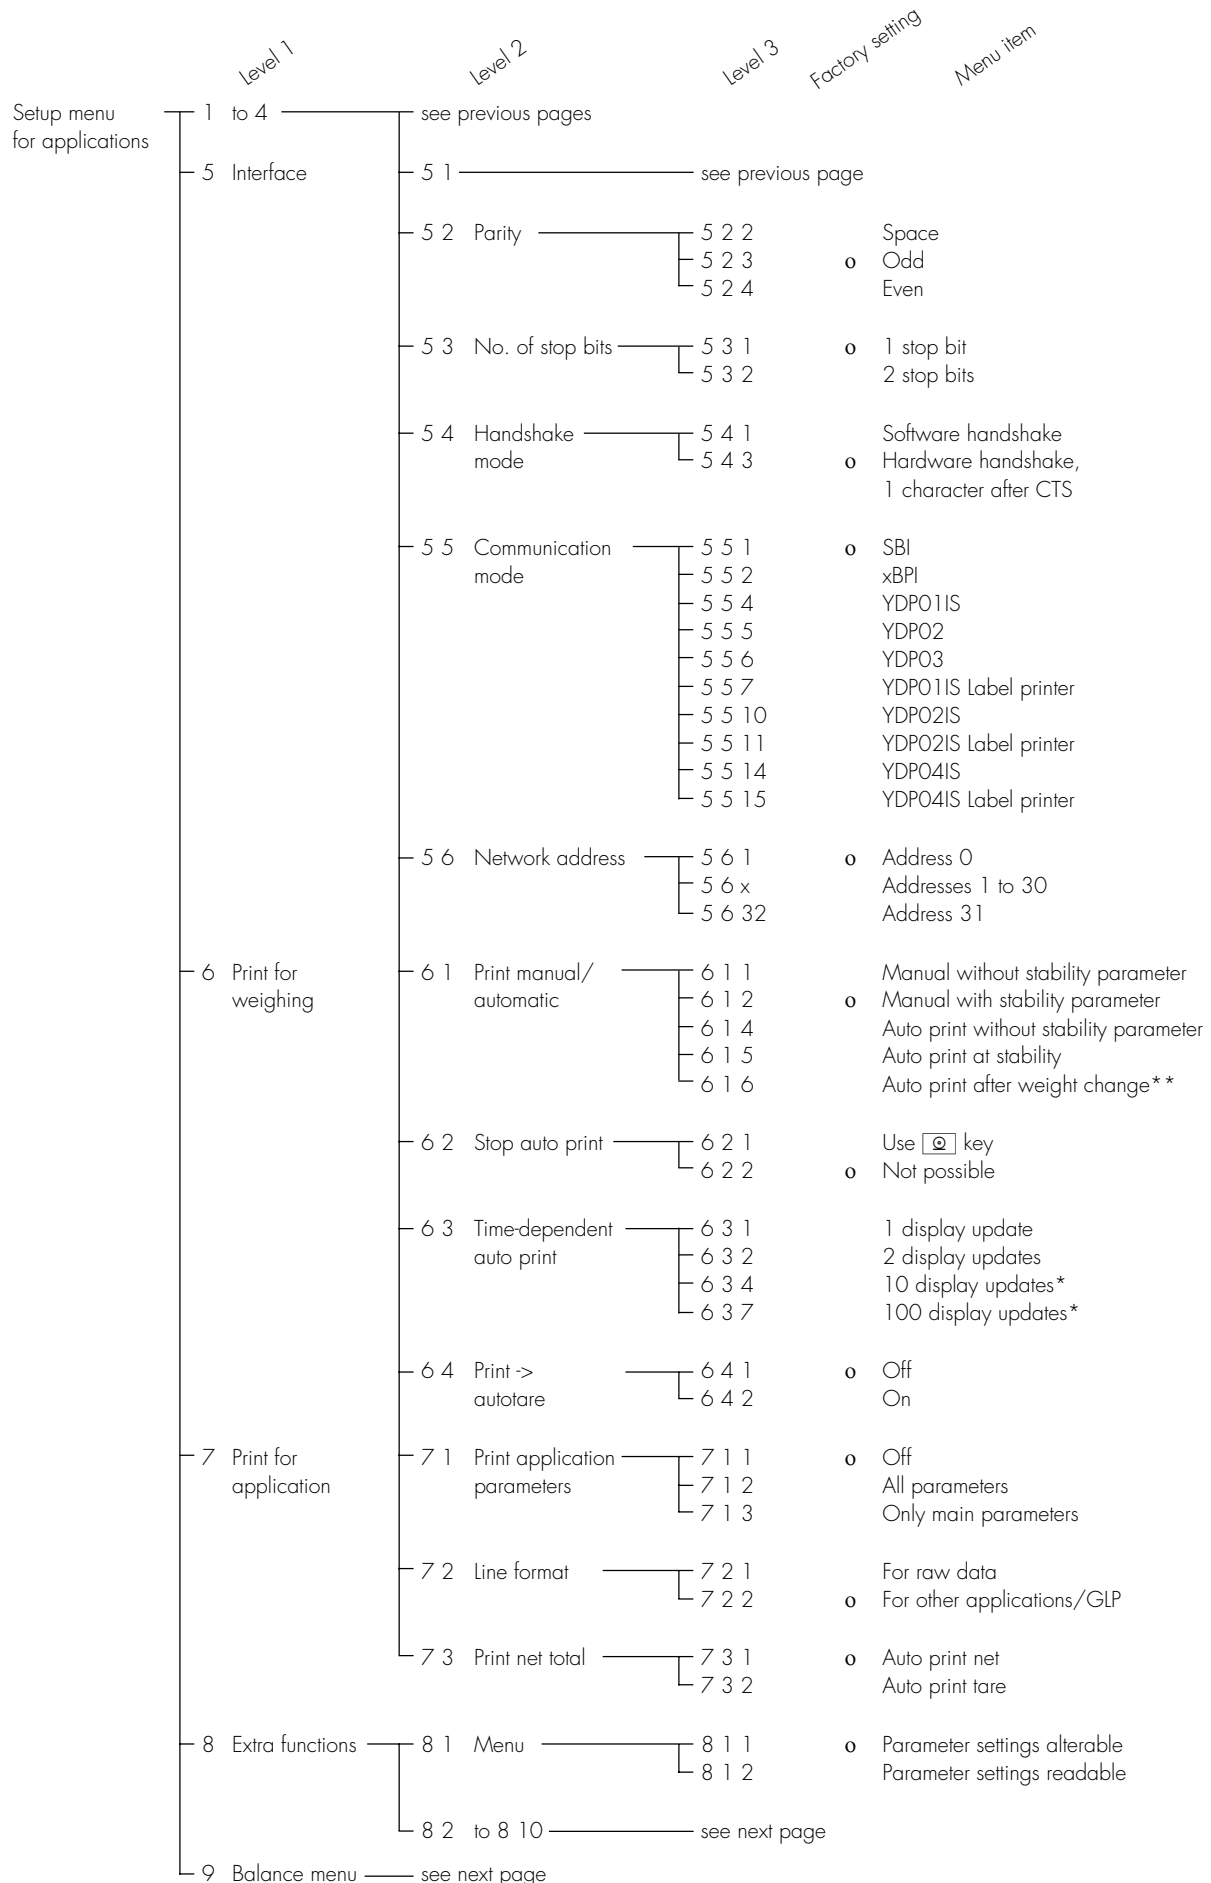 Level 1 Level 2 Level 3 Factory setting Menu item
Setup menu 1 to 4 see previous pages
for applications
5 Interface 5 1 see previous page
5 2 Parity 5 2 2 Space
5 2 3 o Odd
5 2 4 Even
5 3 No. of stop bits 5 3 1 o 1 stop bit
5 3 2 2 stop bits
5 4 Handshake 5 4 1 Software handshake
mode 5 4 3 o Hardware handshake,
1 character after CTS
5 5 Communication 5 5 1 o SBI
mode 5 5 2 xBPI
5 5 4 YDP01IS
5 5 5 YDP02
5 5 6 YDP03
5 5 7 YDP01IS Label printer
5 5 10 YDP02IS
5 5 11 YDP02IS Label printer
5 5 14 YDP04IS
5 5 15 YDP04IS Label printer
5 6 Network address 5 6 1 o Address 0
5 6 x Addresses 1 to 30
5 6 32 Address 31
6 Print for 6 1 Print manual/ 6 1 1 Manual without stability parameter
weighing automatic 6 1 2 o Manual with stability parameter
6 1 4 Auto print without stability parameter
6 1 5 Auto print at stability
6 1 6 Auto print after weight change**
6 2 Stop auto print 6 2 1 Use key
6 2 2 o Not possible
6 3 Time-dependent 6 3 1 1 display update
auto print 6 3 2 2 display updates
6 3 4 10 display updates*
6 3 7 100 display updates*
6 4 Print -> 6 4 1 o Off
autotare 6 4 2 On
7 Print for 7 1 Print application 7 1 1 o Off
application parameters 7 1 2 All parameters
7 1 3 Only main parameters
7 2 Line format 7 2 1 For raw data
7 2 2 o For other applications/GLP
7 3 Print net total 7 3 1 o Auto print net
7 3 2 Auto print tare
8 Extra functions 8 1 Menu 8 1 1 o Parameter settings alterable
8 1 2 Parameter settings readable
8 2 to 8 10 see next page
9 Balance menu see next page